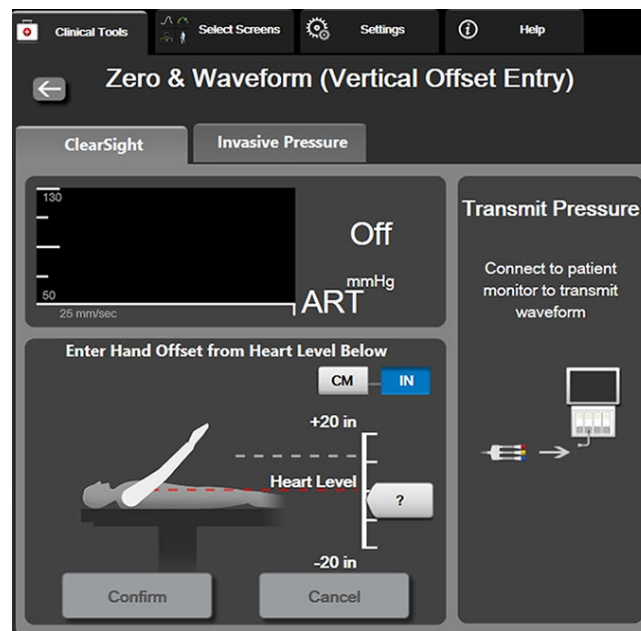 Clinical Tools
Select Screens
Settings
Help
Zero & Waveform (Vertical Offset Entry)
ClearSight
Invasive Pressure
130
50
25 mm/sec
Off
mmHg
ART
Transmit Pressure
Connect to patient
monitor to transmit
waveform
Enter Hand Offset from Heart Level Below
CM
IN
+20 in
Heart Level
?
-20 in
Confirm
Cancel